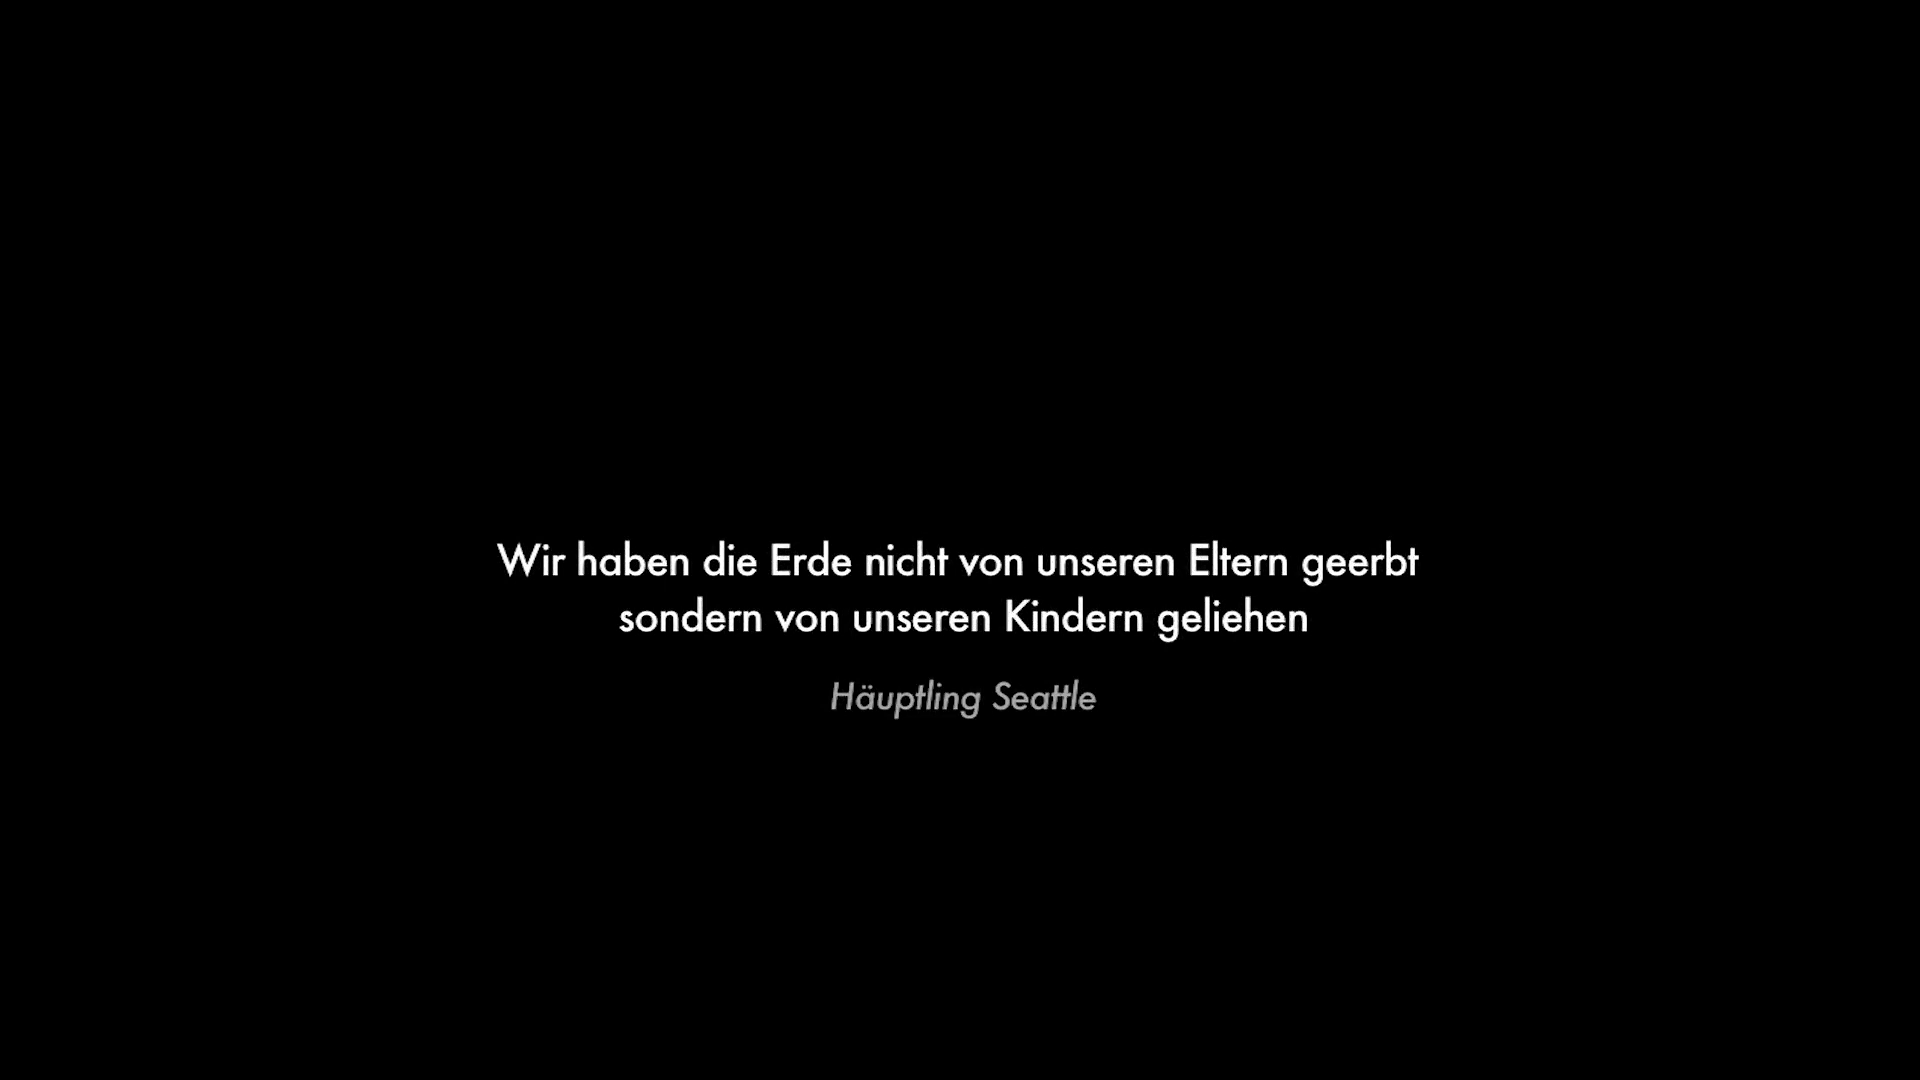 Wir haben die Erde nicht von unseren Eltern geerbt
sondern von unseren Kindern geliehen
Häuptling Seattle